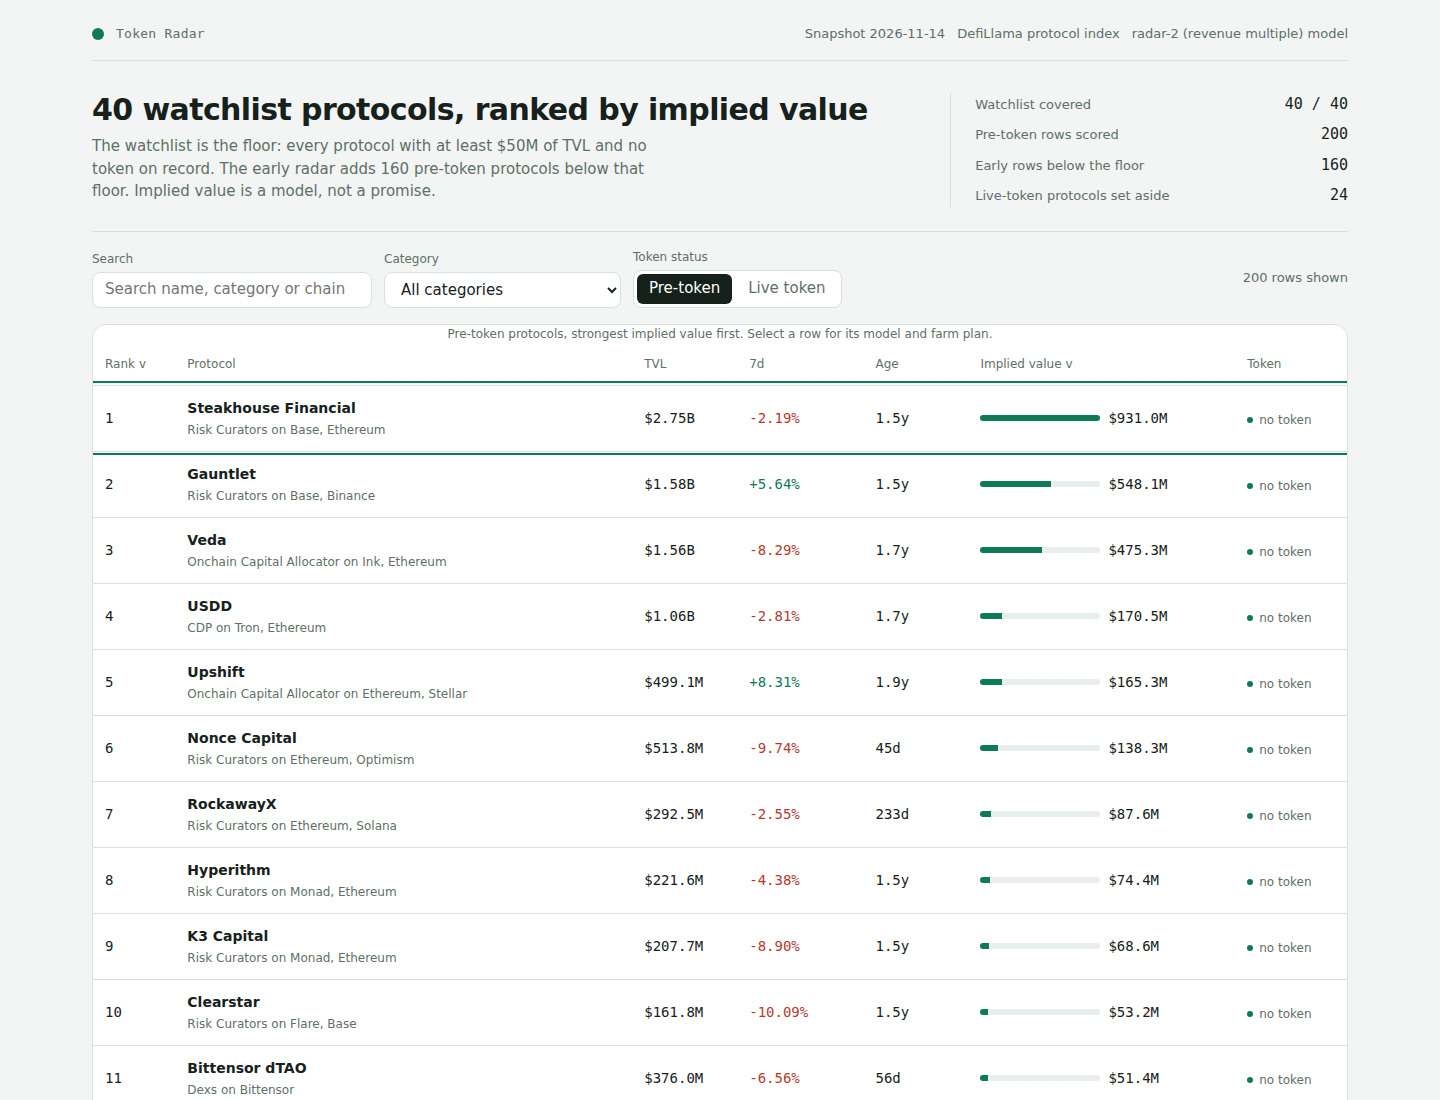 Token Radar
Snapshot 2026-11-14 DefiLlama protocol index radar-2 (revenue multiple) model
40 watchlist protocols, ranked by implied value
The watchlist is the floor: every protocol with at least $50M of TVL and no
token on record. The early radar adds 160 pre-token protocols below that
floor. Implied value is a model, not a promise.
Watchlist covered 40 / 40
Pre-token rows scored 200
Early rows below the floor 160
Live-token protocols set aside 24
Search
Category
Token status
Search name, category or chain
All categories
Pre-token Live token
200 rows shown
Pre-token protocols, strongest implied value first. Select a row for its model and farm plan.
Rank v Protocol TVL 7d Age Implied value v Token
1 Steakhouse Financial $2.75B -2.19% 1.5y $931.0M no token
Risk Curators on Base, Ethereum
2 Gauntlet $1.58B +5.64% 1.5y $548.1M no token
Risk Curators on Base, Binance
3 Veda $1.56B -8.29% 1.7y $475.3M no token
Onchain Capital Allocator on Ink, Ethereum
4 USDD $1.06B -2.81% 1.7y $170.5M no token
CDP on Tron, Ethereum
5 Upshift $499.1M +8.31% 1.9y $165.3M no token
Onchain Capital Allocator on Ethereum, Stellar
6 Nonce Capital $513.8M -9.74% 45d $138.3M no token
Risk Curators on Ethereum, Optimism
7 RockawayX $292.5M -2.55% 233d $87.6M no token
Risk Curators on Ethereum, Solana
8 Hyperithm $221.6M -4.38% 1.5y $74.4M no token
Risk Curators on Monad, Ethereum
9 K3 Capital $207.7M -8.90% 1.5y $68.6M no token
Risk Curators on Monad, Ethereum
10 Clearstar $161.8M -10.09% 1.5y $53.2M no token
Risk Curators on Flare, Base
11 Bittensor dTAO $376.0M -6.56% 56d $51.4M no token
Dexs on Bittensor